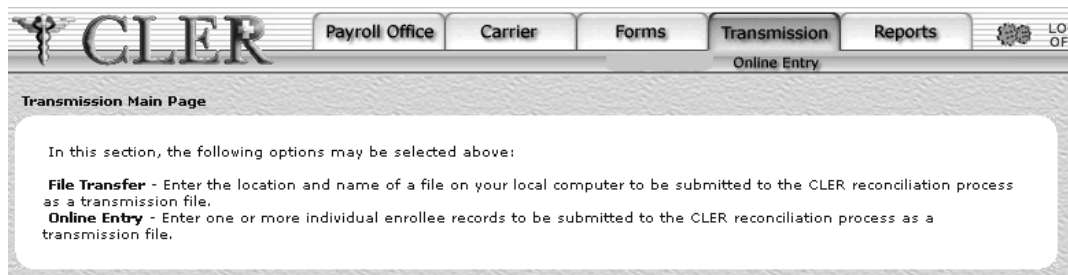 CLER
Payroll Office Carrier Forms Transmission Reports LO
OF
Online Entry
Transmission Main Page
In this section, the following options may be selected above:
File Transfer - Enter the location and name of a file on your local computer to be submitted to the CLER reconciliation process
as a transmission file.
Online Entry - Enter one or more individual enrollee records to be submitted to the CLER reconciliation process as a
transmission file.